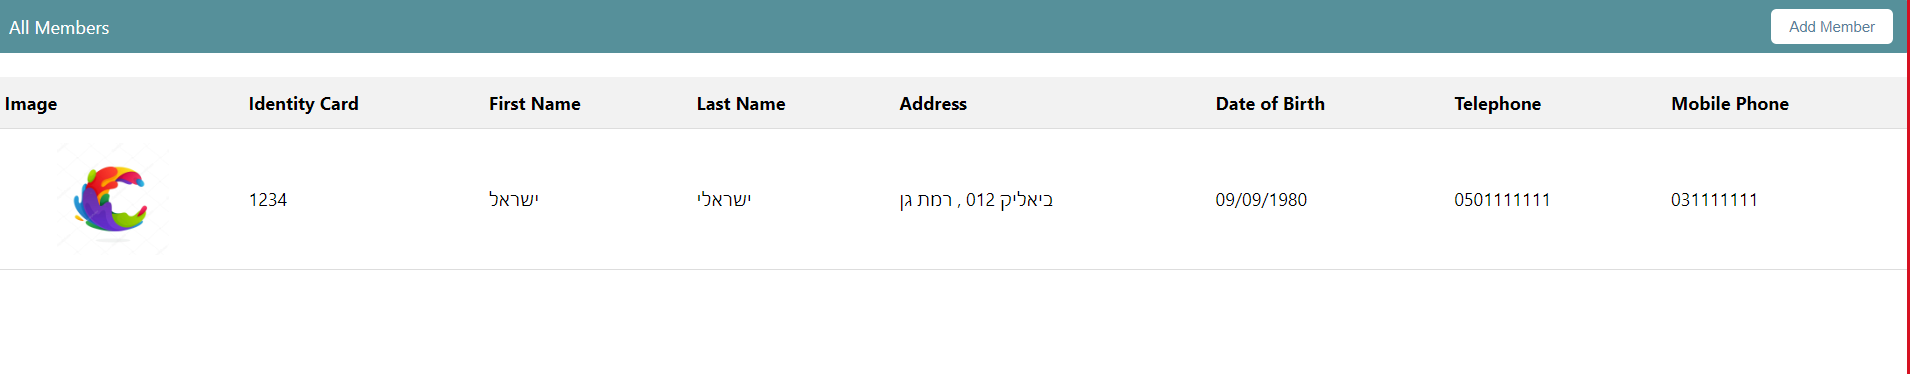 All Members Add Member
Image Identity Card First Name Last Name Address Date of Birth Telephone Mobile Phone
1234 ישראל ישראלי ביאליק 012 , רמת גן 09/09/1980 0501111111 031111111